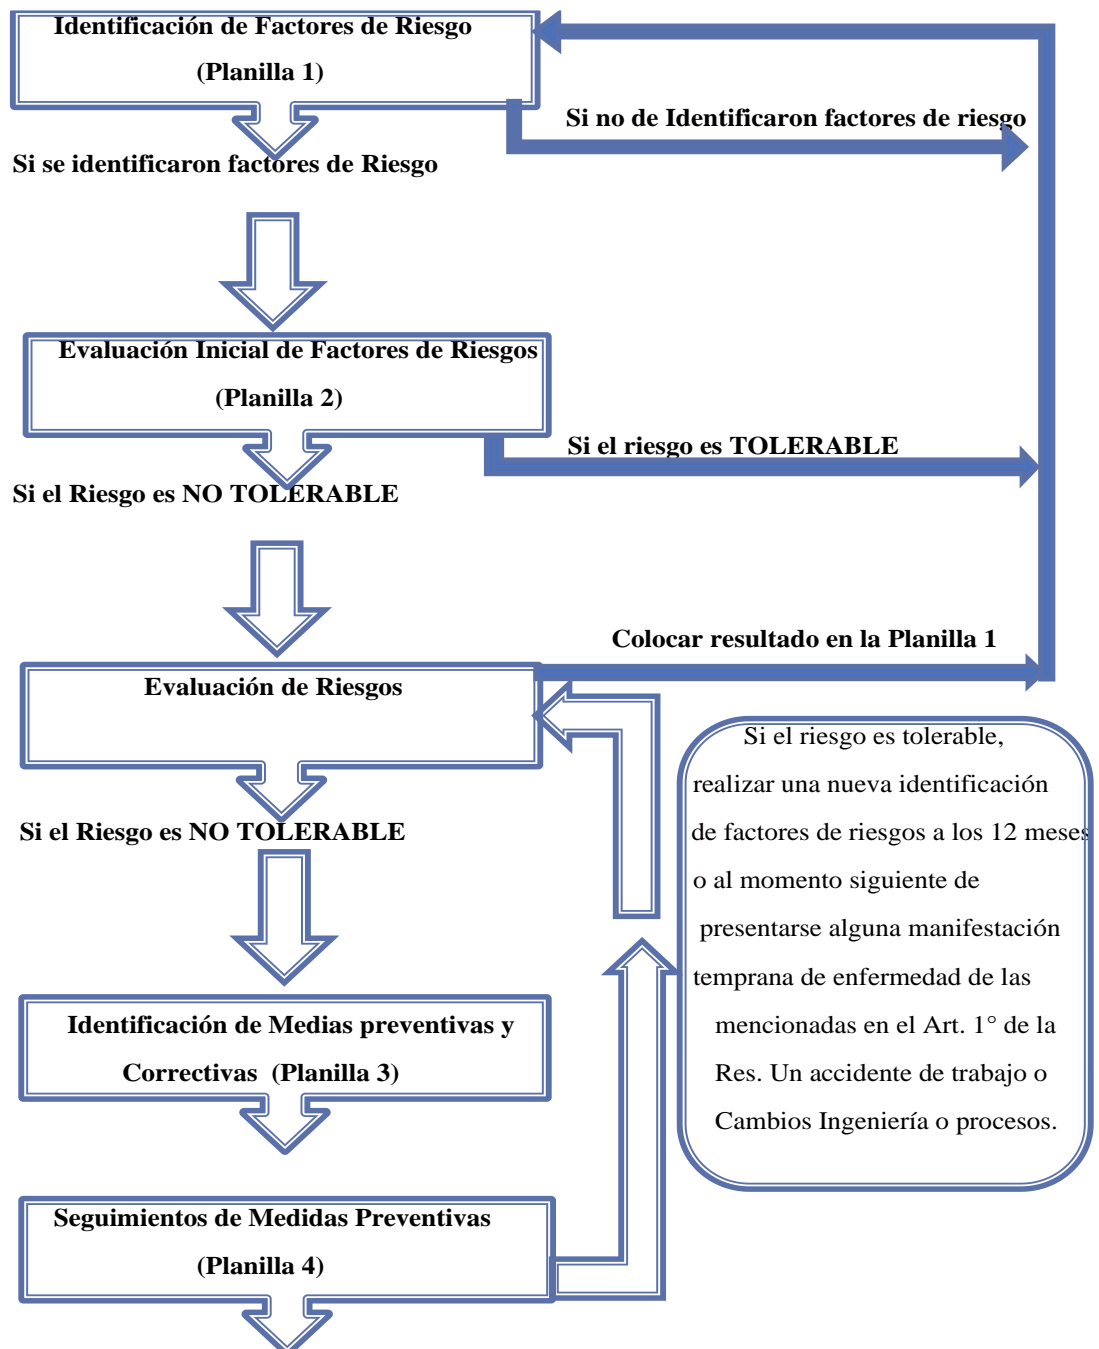 Identificación de Factores de Riesgo
(Planilla 1)
Si no de Identificaron factores de riesgo
Si se identificaron factores de Riesgo
Evaluación Inicial de Factores de Riesgos
(Planilla 2)
Si el riesgo es TOLERABLE
Si el Riesgo es NO TOLERABLE
Colocar resultado en la Planilla 1
Evaluación de Riesgos
Si el riesgo es tolerable,
realizar una nueva identificación
de factores de riesgos a los 12 meses
o al momento siguiente de
presentarse alguna manifestación
temprana de enfermedad de las
mencionadas en el Art. 1° de la
Res. Un accidente de trabajo o
Cambios Ingeniería o procesos.
Si el Riesgo es NO TOLERABLE
Identificación de Medias preventivas y
Correctivas (Planilla 3)
Seguimientos de Medidas Preventivas
(Planilla 4)